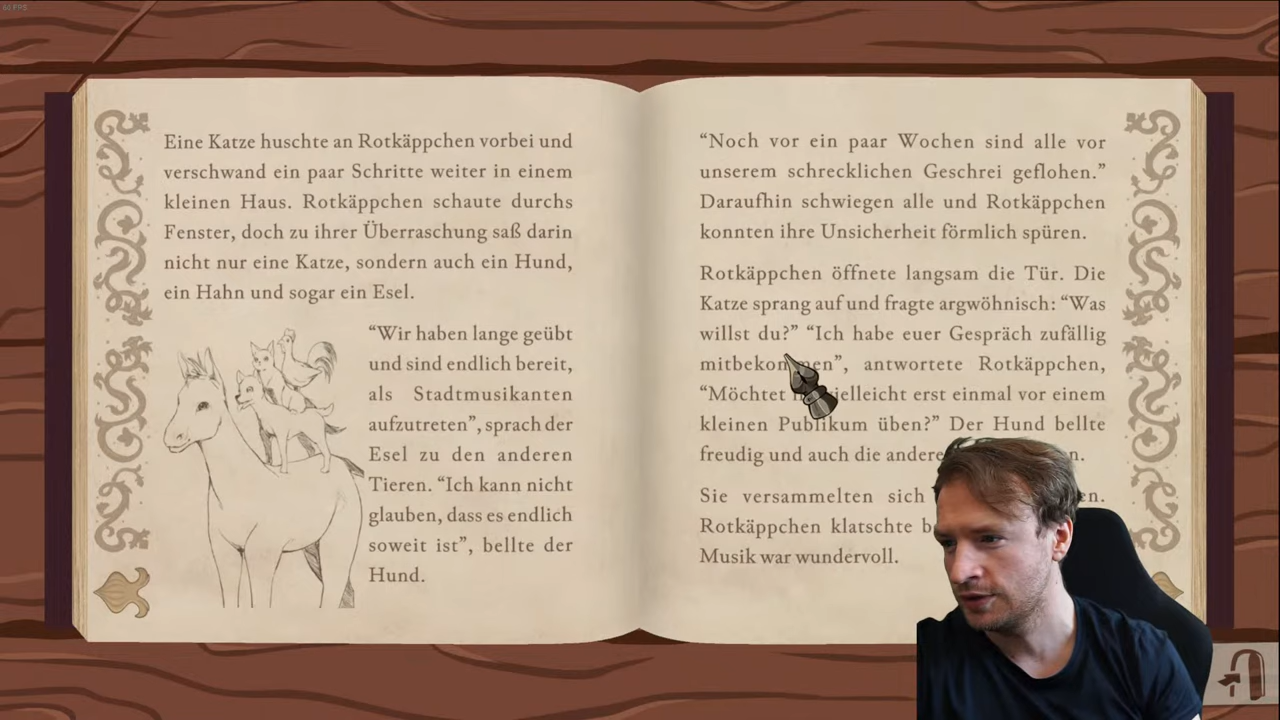 60 FPS
Eine Katze huschte an Rotkäppchen vorbei und
verschwand ein paar Schritte weiter in einem
kleinen Haus. Rotkäppchen schaute durchs
Fenster, doch zu ihrer Überraschung saß darin
nicht nur eine Katze, sondern auch ein Hund,
ein Hahn und sogar ein Esel.
“Wir haben lange geübt
und sind endlich bereit,
als Stadtmusikanten
aufzutreten”, sprach der
Esel zu den anderen
Tieren. “Ich kann nicht
glauben, dass es endlich
soweit ist”, bellte der
Hund.
“Noch vor ein paar Wochen sind alle vor
unserem schrecklichen Geschrei geflohen.”
Daraufhin schwiegen alle und Rotkäppchen
konnten ihre Unsicherheit förmlich spüren.
Rotkäppchen öffnete langsam die Tür. Die
Katze sprang auf und fragte argwöhnisch: “Was
willst du?” “Ich habe euer Gespräch zufällig
mitbekommen”, antwortete Rotkäppchen,
“Möchtet vielleicht erst einmal vor einem
kleinen Publikum üben?” Der Hund bellte
freudig und auch die
Sie versammelten sich
Rotkäppchen klatschte
Musik war wundervoll.